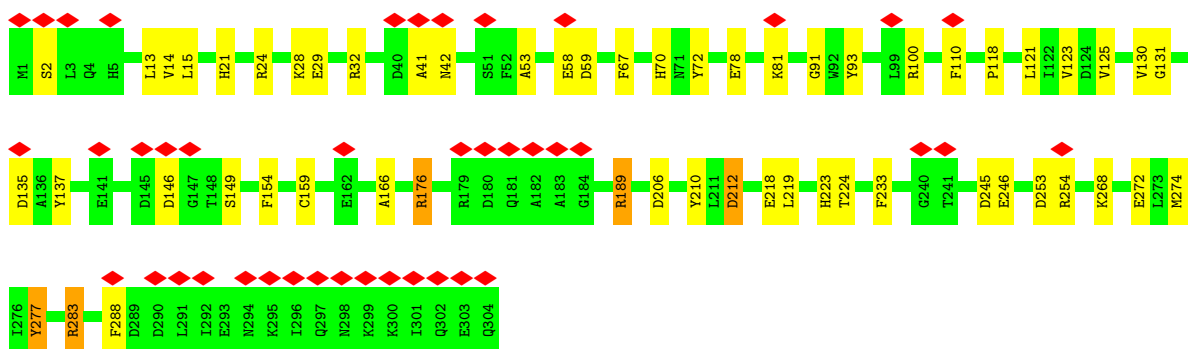 M1 S2 L3 Q4 H5 L13 V14 L15 H21 R24 K28 E29 R32 D40 A41 N42 S51 F52 A53 E58 D59 F67 H70 N71 Y72 E78 K81 G91 W92 Y93 L99 R100 F110 P118 L121 I122 V123 D124 V125 V130 G131
D135 A136 Y137 E141 D145 D146 G147 T148 S149 F154 C159 E162 A166 R176 R179 D180 Q181 A182 A183 G184 R189 D206 Y210 L211 D212 E218 L219 H223 T224 F233 G240 T241 D245 E246 D253 R254 K268 E272 L273 M274
I276 Y277 R283 F288 D289 D290 L291 I292 E293 N294 K295 I296 Q297 N298 K299 K300 I301 Q302 E303 Q304